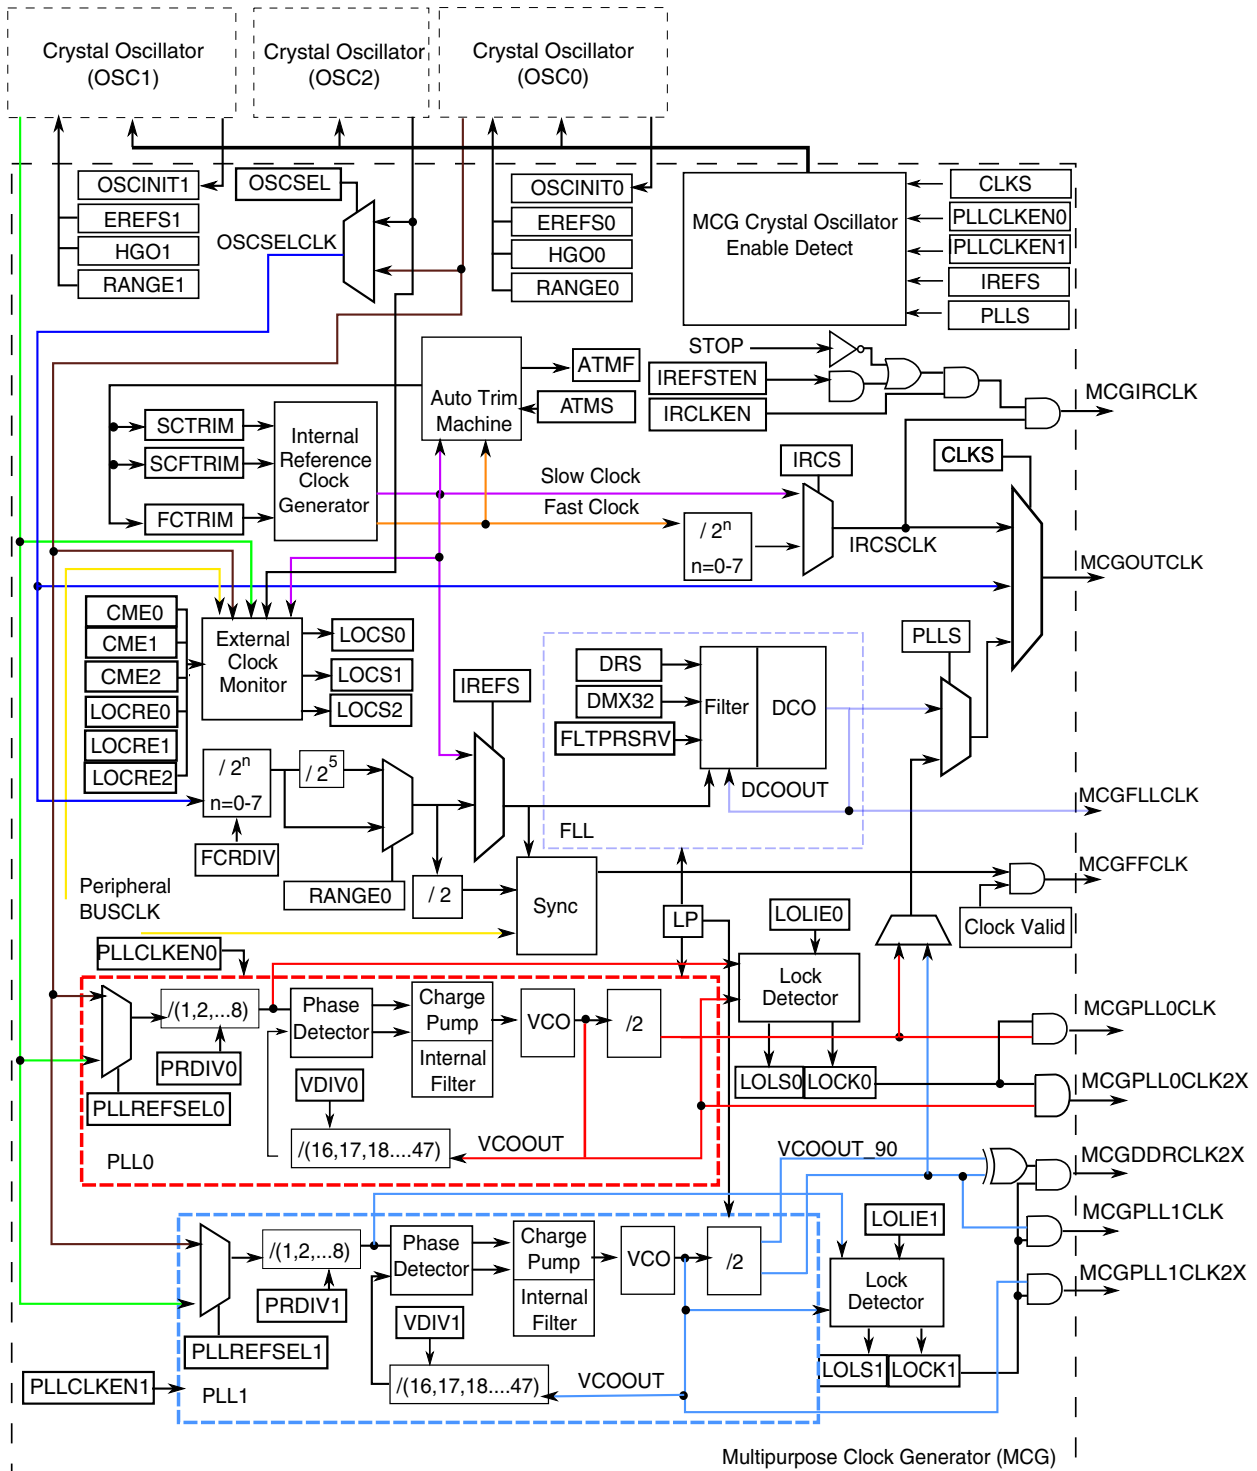 Crystal Oscillator
(OSC1)
Crystal Oscillator
(OSC2)
Crystal Oscillator
(OSC0)
OSCINIT1
EREFS1
HGO1
RANGE1
OSCSEL
OSCSELCLK
OSCINIT0
EREFS0
HGO0
RANGE0
MCG Crystal Oscillator
Enable Detect
CLKS
PLLCLKEN0
PLLCLKEN1
IREFS
PLLS
STOP
IREFSTEN
IRCLKEN
MCGIRCLK
Auto Trim
Machine
ATMF
ATMS
SCTRIM
SCFTRIM
FCTRIM
Internal
Reference
Clock
Generator
Slow Clock
Fast Clock
IRCS
CLKS
/ 2n
n=0-7
IRCSCLK
MCGOUTCLK
CME0
CME1
CME2
LOCRE0
LOCRE1
LOCRE2
External
Clock
Monitor
LOCS0
LOCS1
LOCS2
IREFS
DRS
DMX32
FLTPRSRV
Filter
DCO
PLLS
DCOOUT
FLL
MCGFLLCLK
/ 2n
n=0-7
/ 25
FCRDIV
RANGE0
/ 2
Sync
MCGFFCLK
Clock Valid
Peripheral
BUSCLK
LP
LOLIE0
PLLCLKEN0
Lock
Detector
/(1,2,...8)
Phase
Detector
Charge
Pump
Internal
Filter
VCO
/2
MCGPLL0CLK
PRDIV0
VDIV0
LOLS0
LOCK0
MCGPLL0CLK2X
PLLREFSEL0
/(16,17,18....47)
VCOOUT
PLL0
VCOOUT_90
MCGDDRCLK2X
MCGPLL1CLK
LOLIE1
/(1,2,...8)
Phase
Detector
Charge
Pump
Internal
Filter
VCO
/2
Lock
Detector
MCGPLL1CLK2X
PRDIV1
VDIV1
PLLREFSEL1
LOLS1
LOCK1
PLLCLKEN1
PLL1
/(16,17,18....47)
VCOOUT
Multipurpose Clock Generator (MCG)